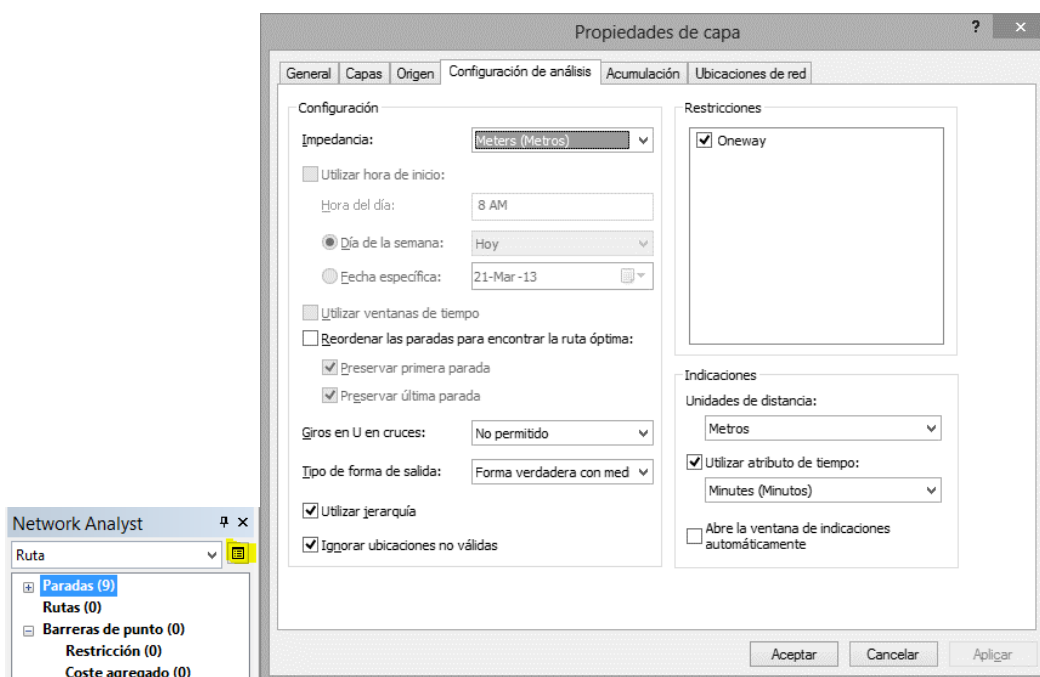 Propiedades de capa
?
×
General
Capas
Origen
Configuración de análisis
Acumulación
Ubicaciones de red
Configuración
Impedancia:
Meters (Metros)
Utilizar hora de inicio:
Hora del día:
8 AM
Día de la semana:
Hoy
Fecha específica:
21-Mar -13
Utilizar ventanas de tiempo
Reordenar las paradas para encontrar la ruta óptima:
Preservar primera parada
Preservar última parada
Giros en U en cruces:
No permitido
Tipo de forma de salida:
Forma verdadera con med
Utilizar jerarquía
Ignorar ubicaciones no válidas
Restricciones
Oneway
Indicaciones
Unidades de distancia:
Metros
Utilizar atributo de tiempo:
Minutes (Minutos)
Abre la ventana de indicaciones
automáticamente
Aceptar
Cancelar
Aplicar
Network Analyst
Ruta
Paradas (9)
Rutas (0)
Barreras de punto (0)
Restricción (0)
Coste agregado (0)